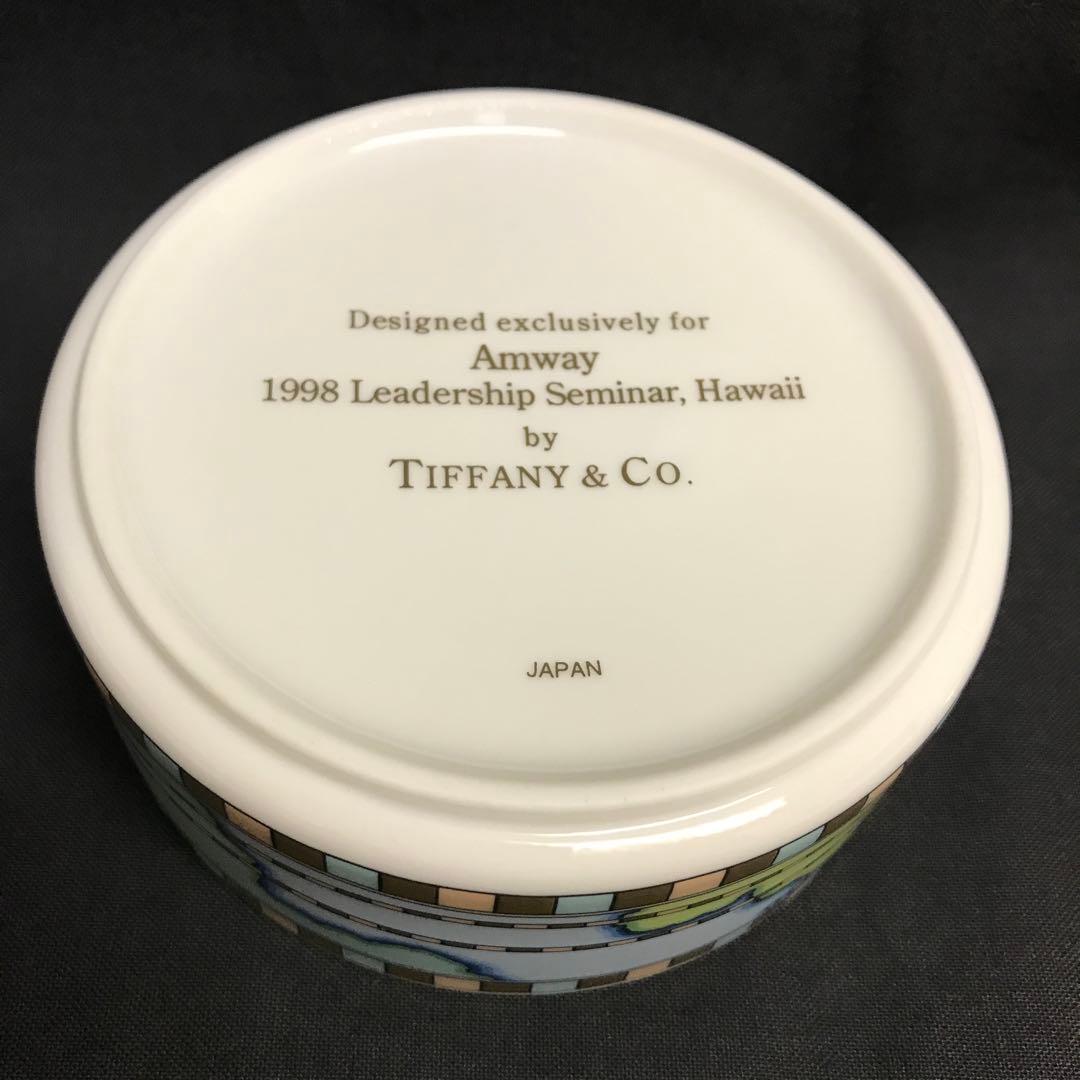 Designed exclusively for
Amway
1998 Leadership Seminar, Hawaii
by
TIFFANY & CO.
JAPAN